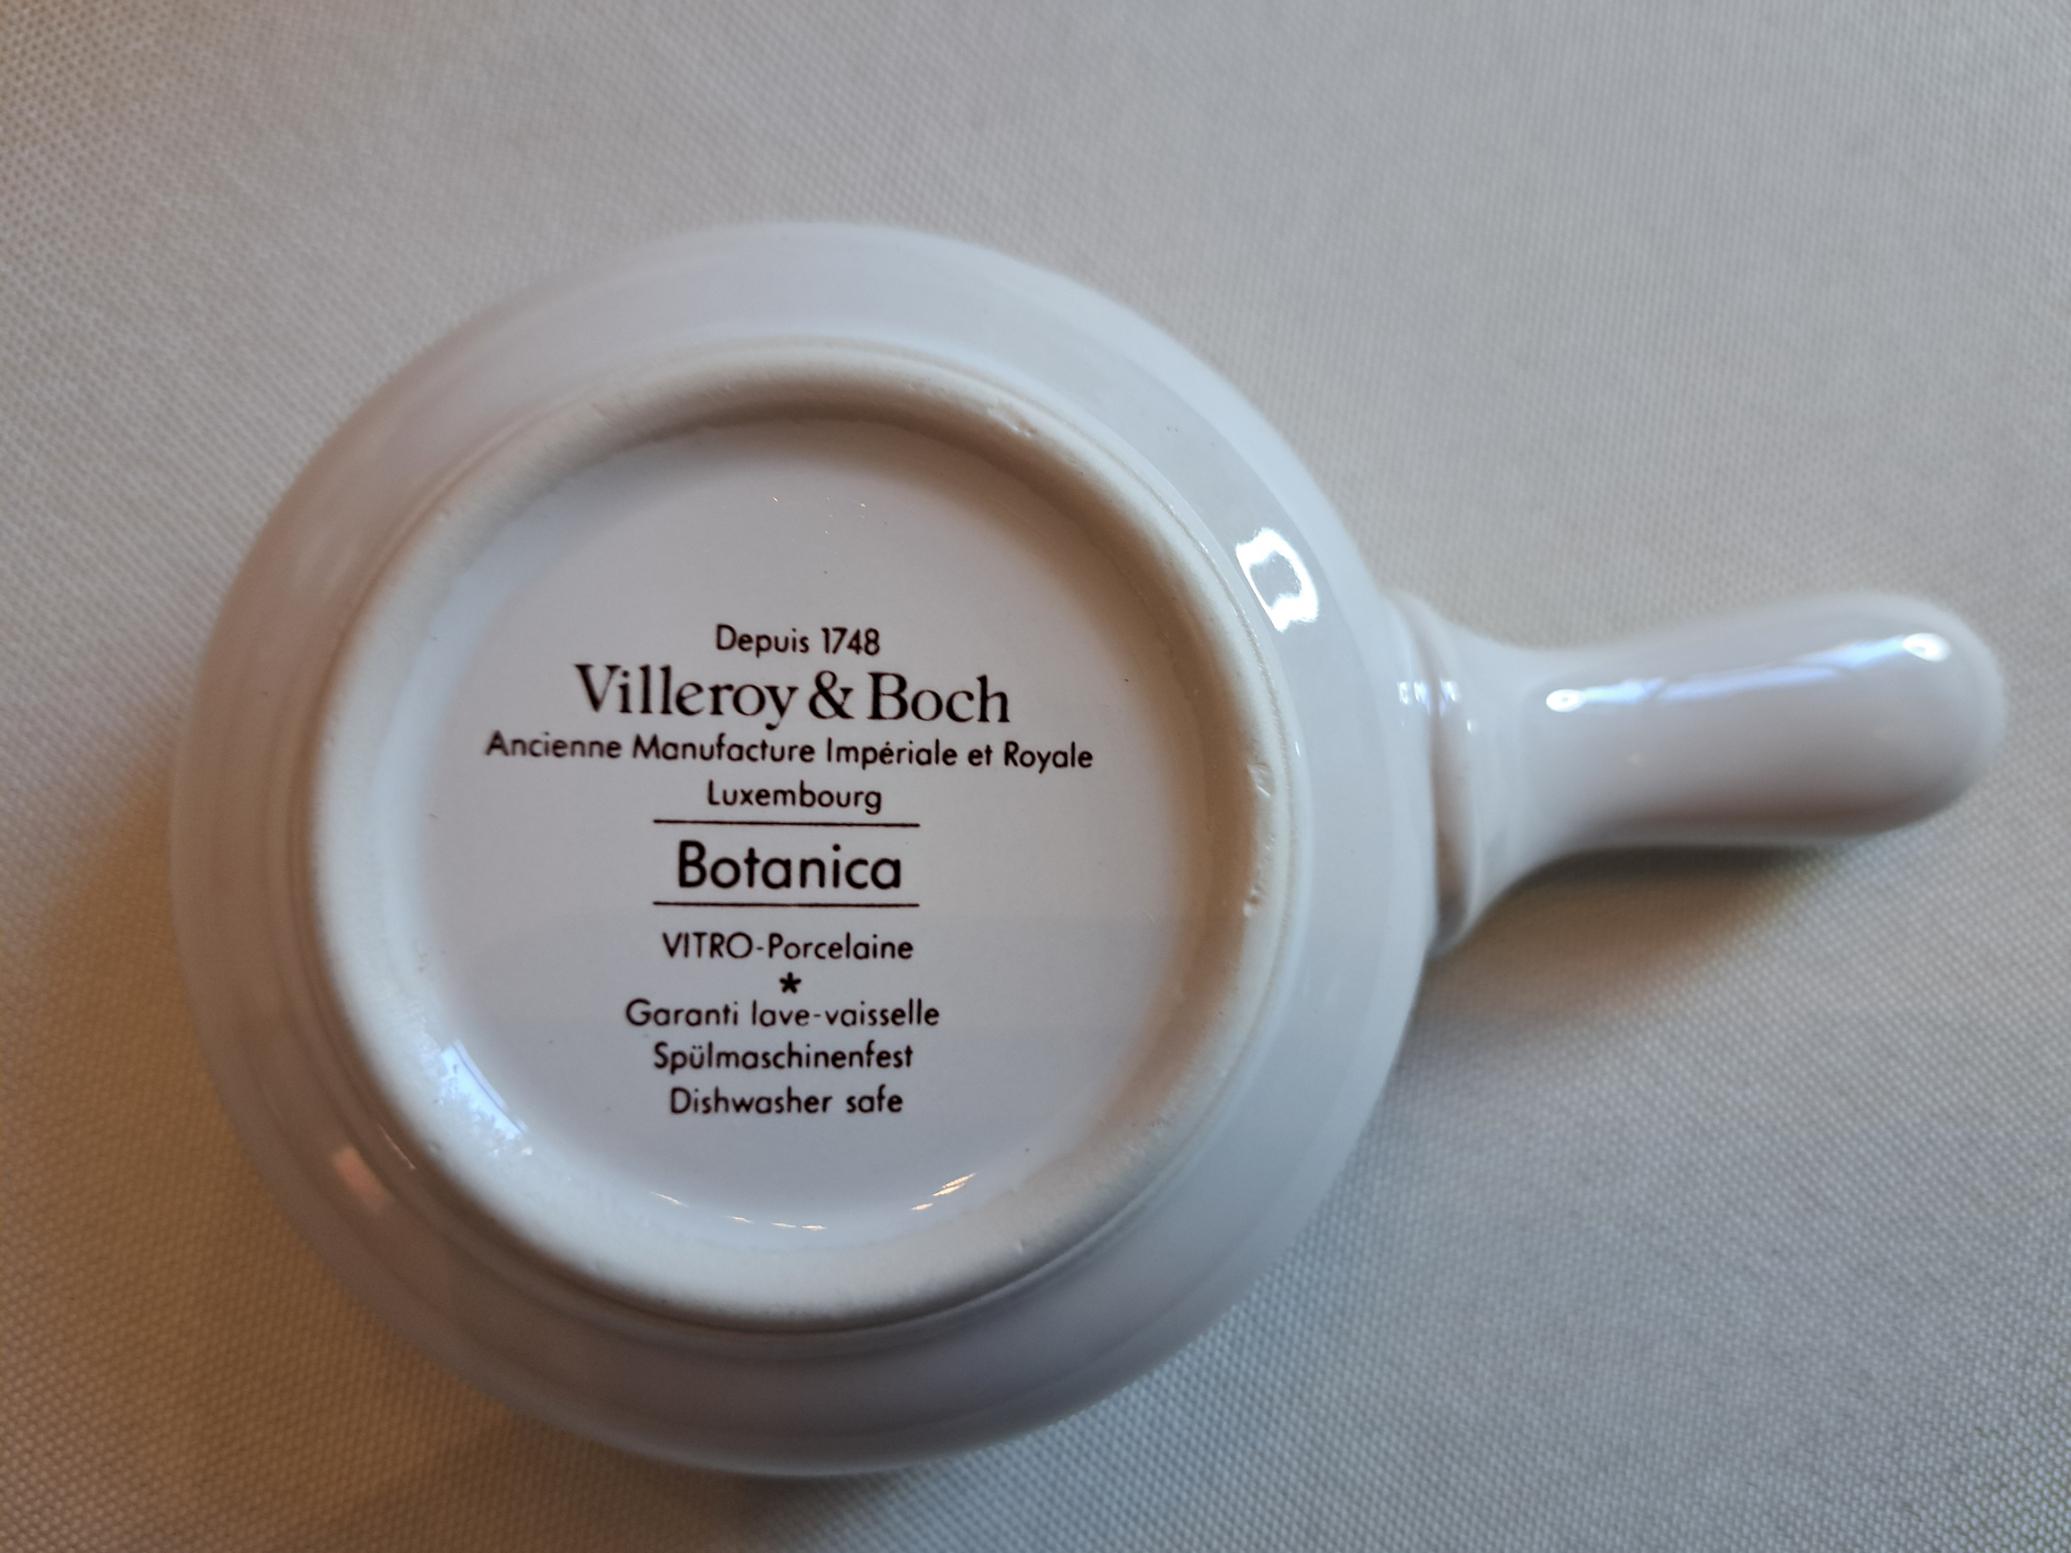 Depuis 1748
Villeroy & Boch
Ancienne Manufacture Impériale et Royale
Luxembourg
Botanica
VITRO-Porcelaine
*
Garanti lave-vaisselle
Spülmaschinenfest
Dishwasher safe